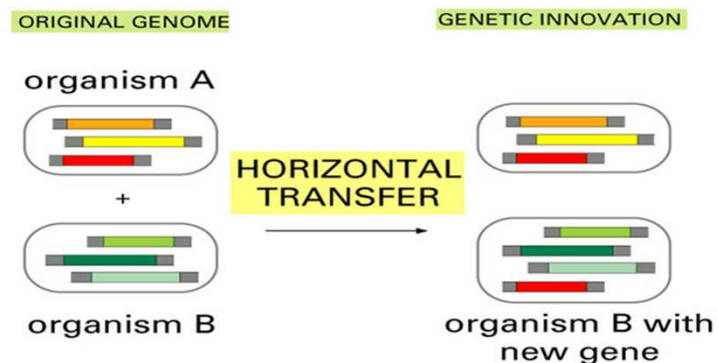 ORIGINAL GENOME
GENETIC INNOVATION
organism A
+
HORIZONTAL
TRANSFER
organism B
organism B with
new gene